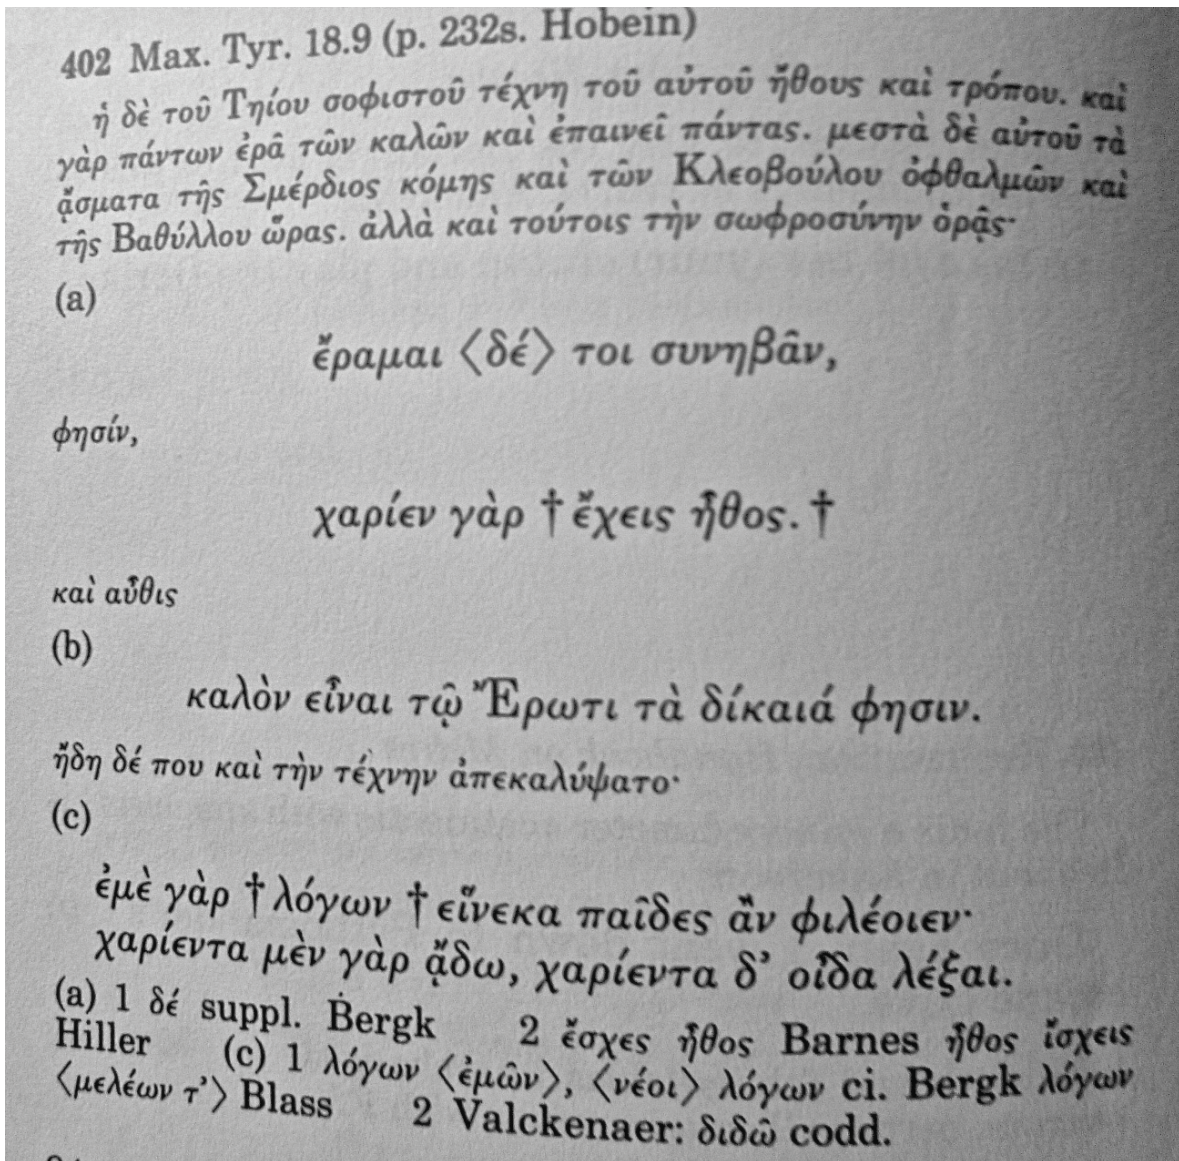 402 Max. Tyr. 18.9 (p. 232s. Hobein)
ἡ δὲ τοῦ Τηίου σοφιστοῦ τέχνη τοῦ αὐτοῦ ἤθους καὶ τρόπου. καὶ
γὰρ πάντων ἐρᾷ τῶν καλῶν καὶ ἐπαινεῖ πάντας. μεστὰ δὲ αὐτοῦ τὰ
ᾄσματα τῆς Σμέρδιος κόμης καὶ τῶν Κλεοβούλου ὀφθαλμῶν καὶ
τῆς Βαθύλλου ὥρας. ἀλλὰ καὶ τούτοις τὴν σωφροσύνην ὁρᾷς·
(a)
ἔραμαι ⟨δέ⟩ τοι συνηβᾶν,
φησίν,
χαρίεν γὰρ † ἔχεις ἦθος. †
καὶ αὖθις
(b)
καλὸν εἶναι τῷ Ἔρωτι τὰ δίκαιά φησιν.
ἤδη δέ που καὶ τὴν τέχνην ἀπεκαλύψατο·
(c)
ἐμὲ γὰρ † λόγων † εἵνεκα παῖδες ἂν φιλέοιεν·
χαρίεντα μὲν γὰρ ᾄδω, χαρίεντα δ’ οἶδα λέξαι.
(a) 1 δέ suppl. Bergk 2 ἔσχες ἦθος Barnes ἦθος ἴσχεις
Hiller (c) 1 λόγων ⟨ἐμῶν⟩, ⟨νέοι⟩ λόγων ci. Bergk λόγων
⟨μελέων τ’⟩ Blass 2 Valckenaer: διδῶ codd.